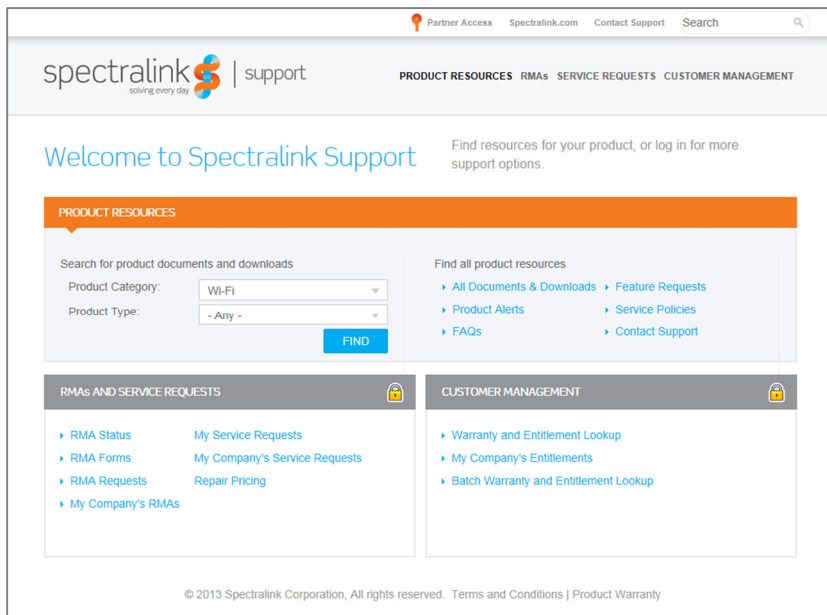 Partner Access Spectralink.com Contact Support Search
spectralink | support
solving every day
PRODUCT RESOURCES RMAs SERVICE REQUESTS CUSTOMER MANAGEMENT
Welcome to Spectralink Support
Find resources for your product, or log in for more
support options.
PRODUCT RESOURCES
Search for product documents and downloads
Product Category: Wi-Fi
Product Type: - Any -
FIND
Find all product resources
All Documents & Downloads Feature Requests
Product Alerts Service Policies
FAQs Contact Support
RMAs AND SERVICE REQUESTS
RMA Status My Service Requests
RMA Forms My Company's Service Requests
RMA Requests Repair Pricing
My Company's RMAs
CUSTOMER MANAGEMENT
Warranty and Entitlement Lookup
My Company's Entitlements
Batch Warranty and Entitlement Lookup
© 2013 Spectralink Corporation, All rights reserved. Terms and Conditions | Product Warranty